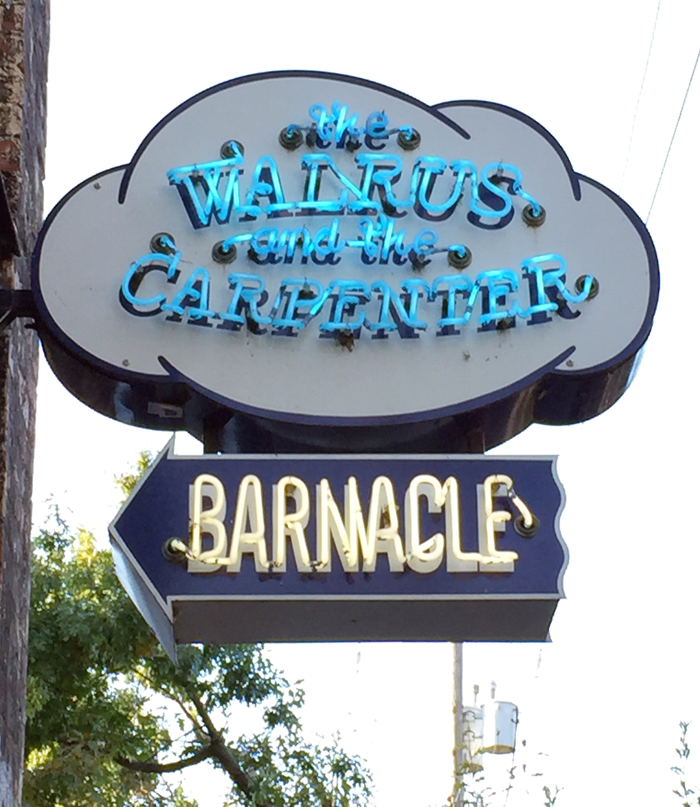 the
WALRUS
and the
CARPENTER
BARNACLE